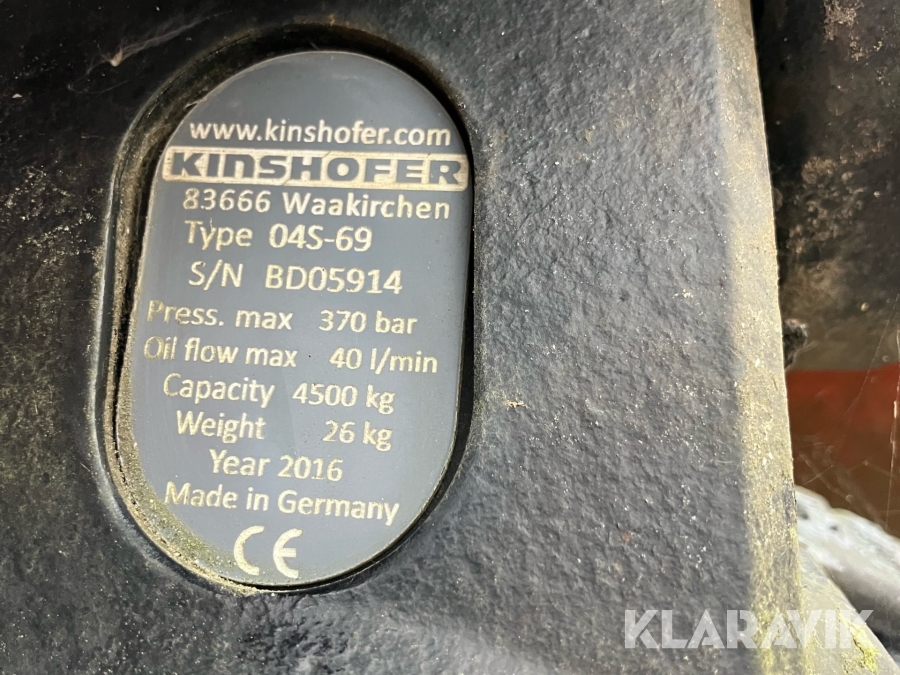 www.kinshofer.com
KINSHOFER
83666 Waakirchen
Type 04S-69
S/N BD05914
Press. max 370 bar
Oil flow max 40 l/min
Capacity 4500 kg
Weight 26 kg
Year 2016
Made in Germany
CE
KLARAVIK